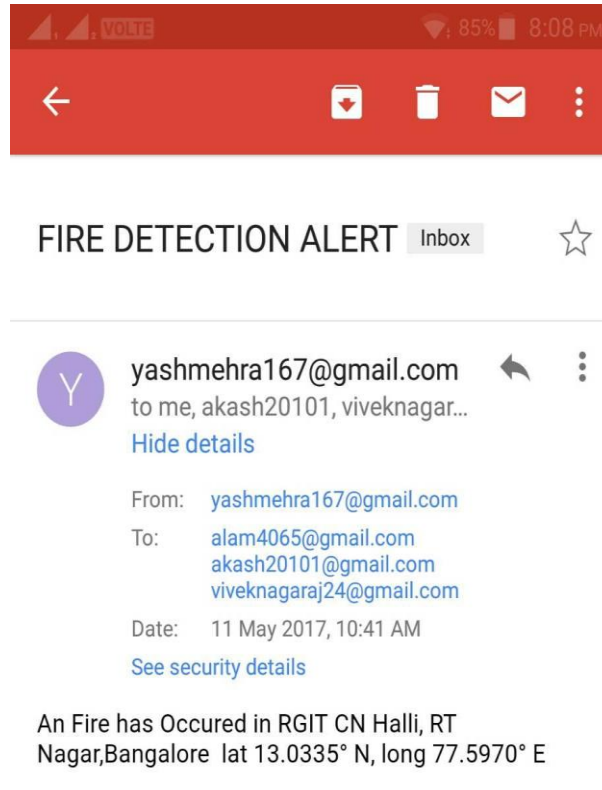 VOLTE 85% 8:08 PM
FIRE DETECTION ALERT Inbox
Y
yashmehra167@gmail.com
to me, akash20101, viveknagar...
Hide details
From: yashmehra167@gmail.com
To: alam4065@gmail.com
akash20101@gmail.com
viveknagaraj24@gmail.com
Date: 11 May 2017, 10:41 AM
See security details
An Fire has Occured in RGIT CN Halli, RT
Nagar,Bangalore lat 13.0335° N, long 77.5970° E